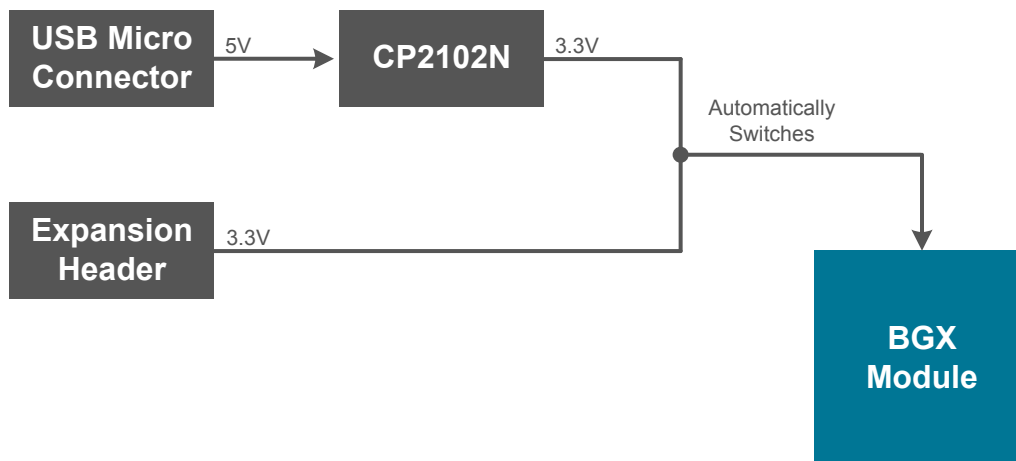 USB Micro
Connector
5V
CP2102N
3.3V
Automatically
Switches
Expansion
Header
3.3V
BGX
Module